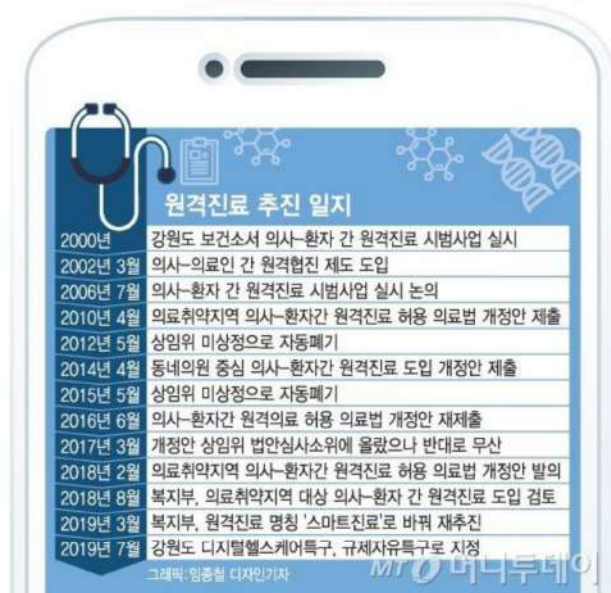 원격진료 추진 일지
2000년 강원도 보건소서 의사-환자 간 원격진료 시범사업 실시
2002년 3월 의사-의료인 간 원격협진 제도 도입
2006년 7월 의사-환자 간 원격진료 시범사업 실시 논의
2010년 4월 의료취약지역 의사-환자간 원격진료 허용 의료법 개정안 제출
2012년 5월 상임위 미상정으로 자동폐기
2014년 4월 동네의원 중심 의사-환자간 원격진료 도입 개정안 제출
2015년 5월 상임위 미상정으로 자동폐기
2016년 6월 의사-환자간 원격의료 허용 의료법 개정안 재제출
2017년 3월 개정안 상임위 법안심사소위에 올랐으나 반대로 무산
2018년 2월 의료취약지역 의사-환자간 원격진료 허용 의료법 개정안 발의
2018년 8월 복지부, 의료취약지역 대상 의사-환자 간 원격진료 도입 검토
2019년 3월 복지부, 원격진료 명칭 '스마트진료'로 바꿔 재추진
2019년 7월 강원도 디지털헬스케어특구, 규제자유특구로 지정
그래픽:임종철 디자인기자
MT 머니투데이